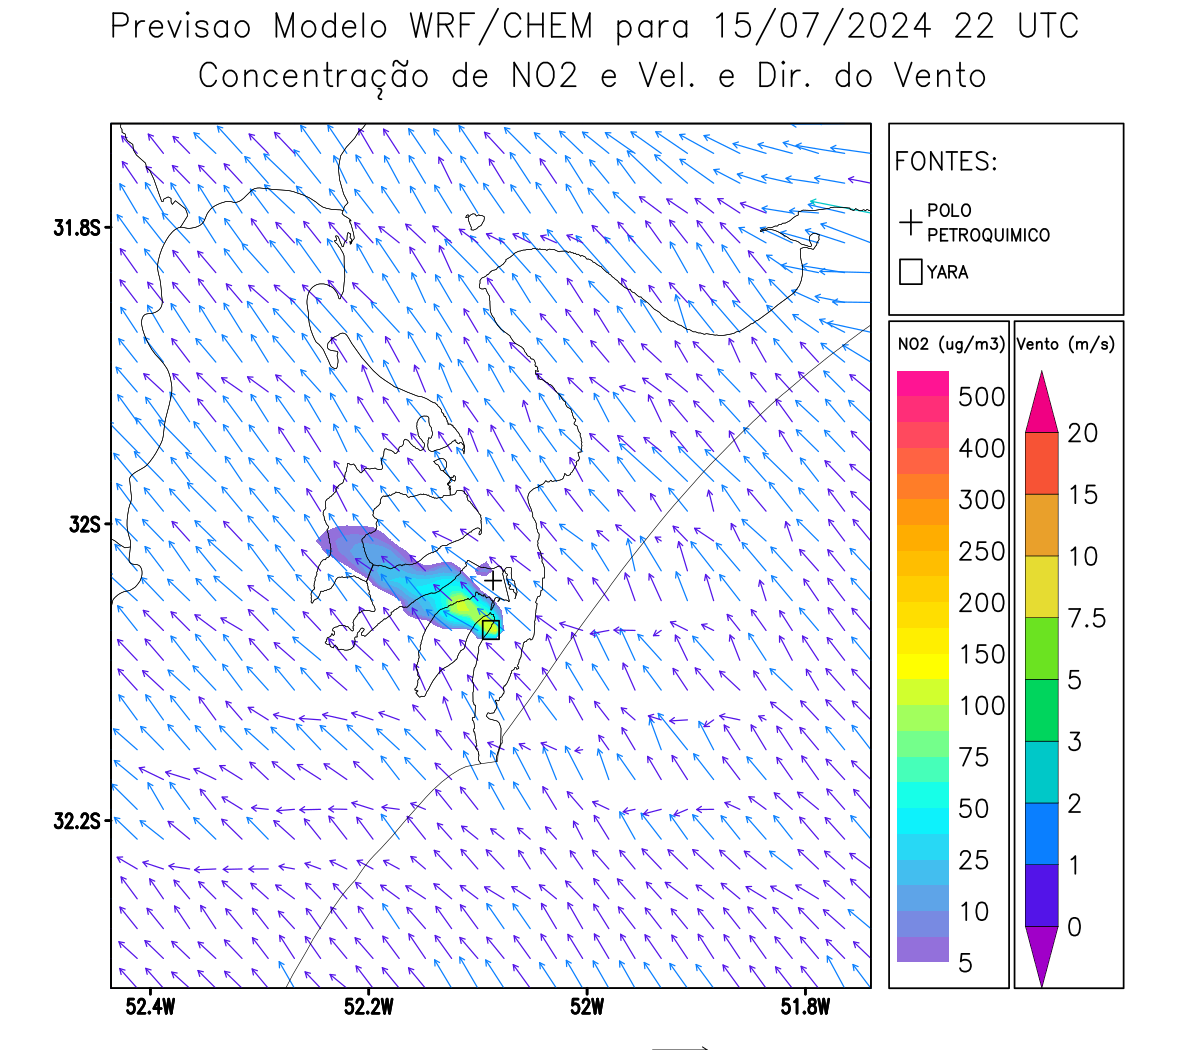 Previsao Modelo WRF/CHEM para 15/07/2024 22 UTC
Concentração de NO2 e Vel. e Dir. do Vento
FONTES:
POLO
PETROQUIMICO
YARA
31.8S
32S
32.2S
52.4W
52.2W
52W
51.8W
NO2 (ug/m3)
500
400
300
250
200
150
100
75
50
25
10
5
Vento (m/s)
20
15
10
7.5
5
3
2
1
0